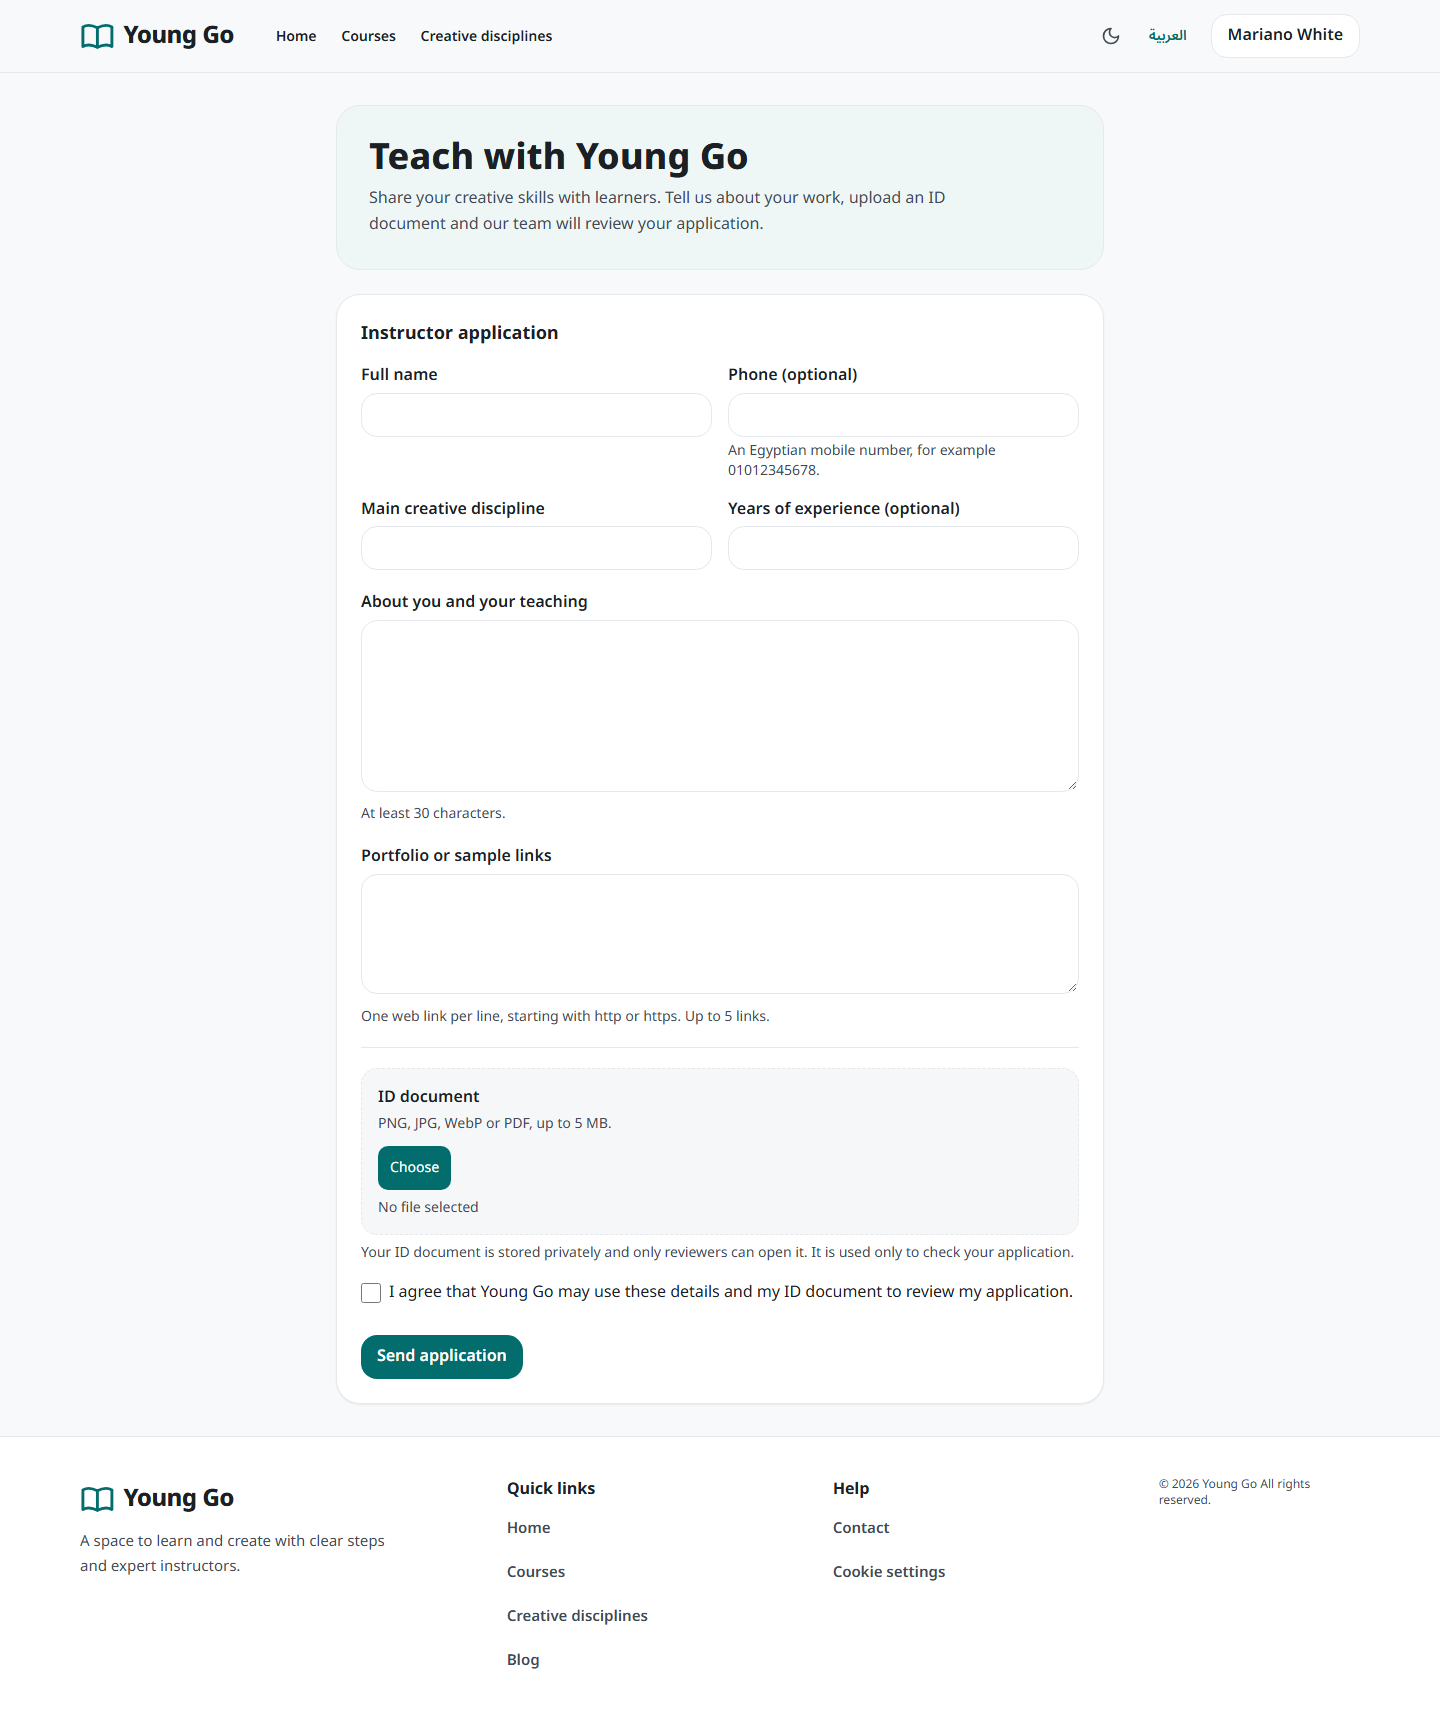 Young Go
Home
Courses
Creative disciplines
العربية
Mariano White
Teach with Young Go
Share your creative skills with learners. Tell us about your work, upload an ID
document and our team will review your application.
Instructor application
Full name
Phone (optional)
An Egyptian mobile number, for example
01012345678.
Main creative discipline
Years of experience (optional)
About you and your teaching
At least 30 characters.
Portfolio or sample links
One web link per line, starting with http or https. Up to 5 links.
ID document
PNG, JPG, WebP or PDF, up to 5 MB.
Choose
No file selected
Your ID document is stored privately and only reviewers can open it. It is used only to check your application.
I agree that Young Go may use these details and my ID document to review my application.
Send application
Young Go
A space to learn and create with clear steps
and expert instructors.
Quick links
Home
Courses
Creative disciplines
Blog
Help
Contact
Cookie settings
© 2026 Young Go All rights
reserved.